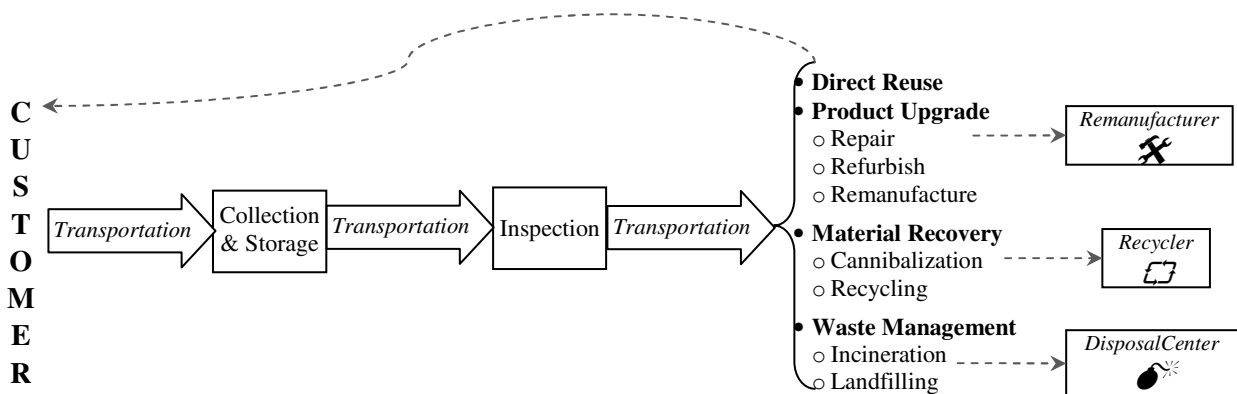 CUSTOMER
Transportation
Collection
& Storage
Transportation
Inspection
Transportation
• Direct Reuse
• Product Upgrade
○ Repair
○ Refurbish
○ Remanufacture
• Material Recovery
○ Cannibalization
○ Recycling
• Waste Management
○ Incineration
○ Landfilling
Remanufacturer
Recycler
DisposalCenter